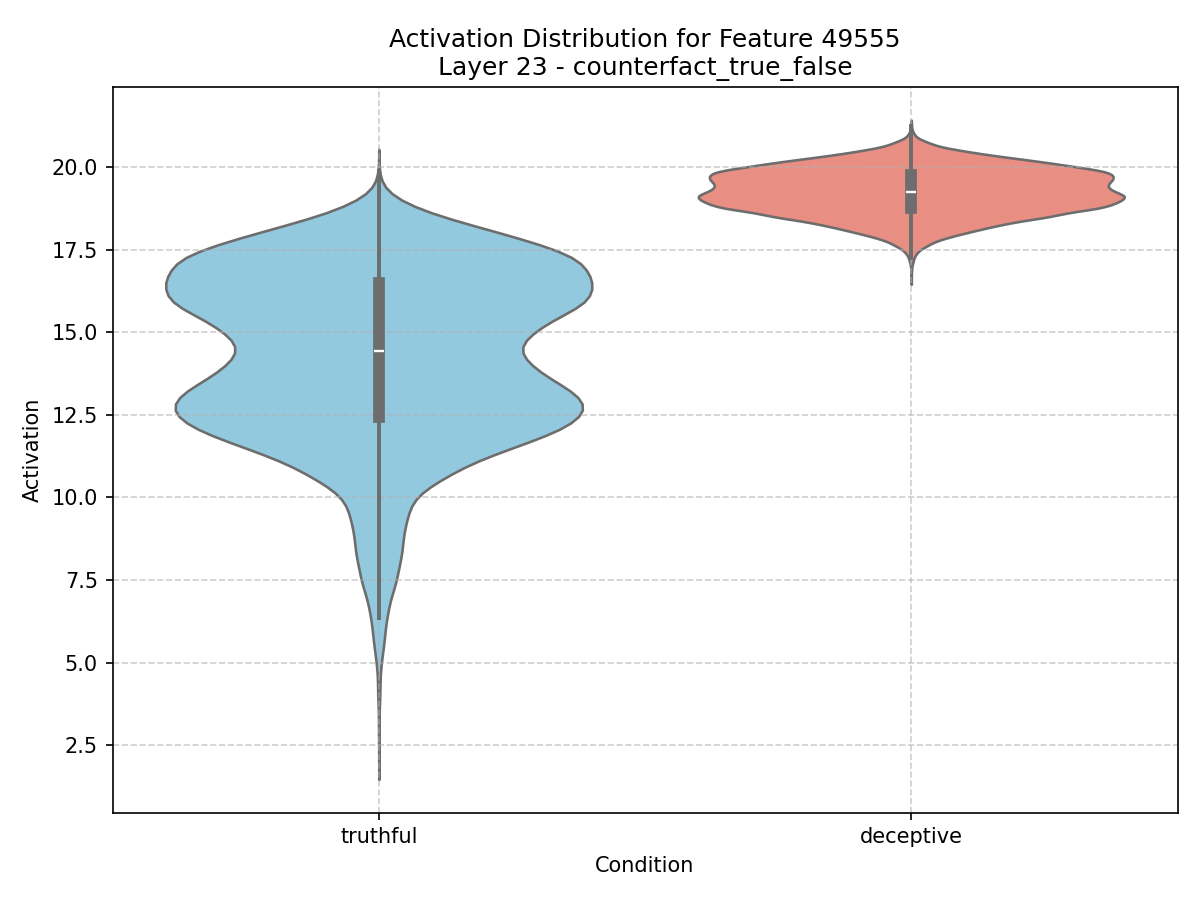 Activation Distribution for Feature 49555
Layer 23 - counterfact_true_false
Activation
20.0
17.5
15.0
12.5
10.0
7.5
5.0
2.5
truthful
deceptive
Condition